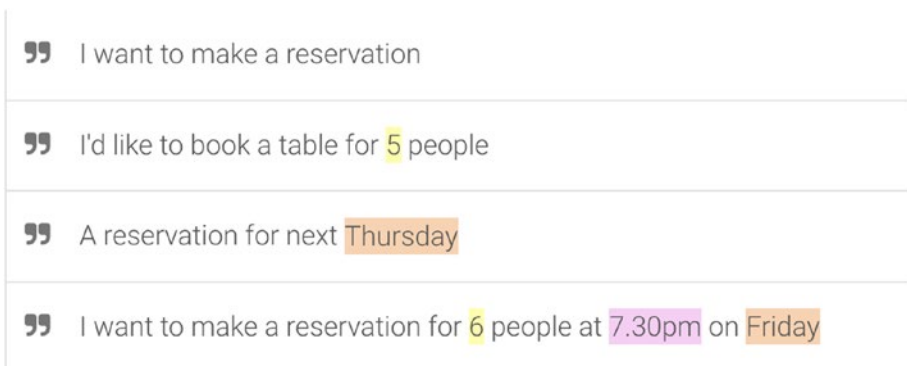 I want to make a reservation
I'd like to book a table for 5 people
A reservation for next Thursday
I want to make a reservation for 6 people at 7.30pm on Friday